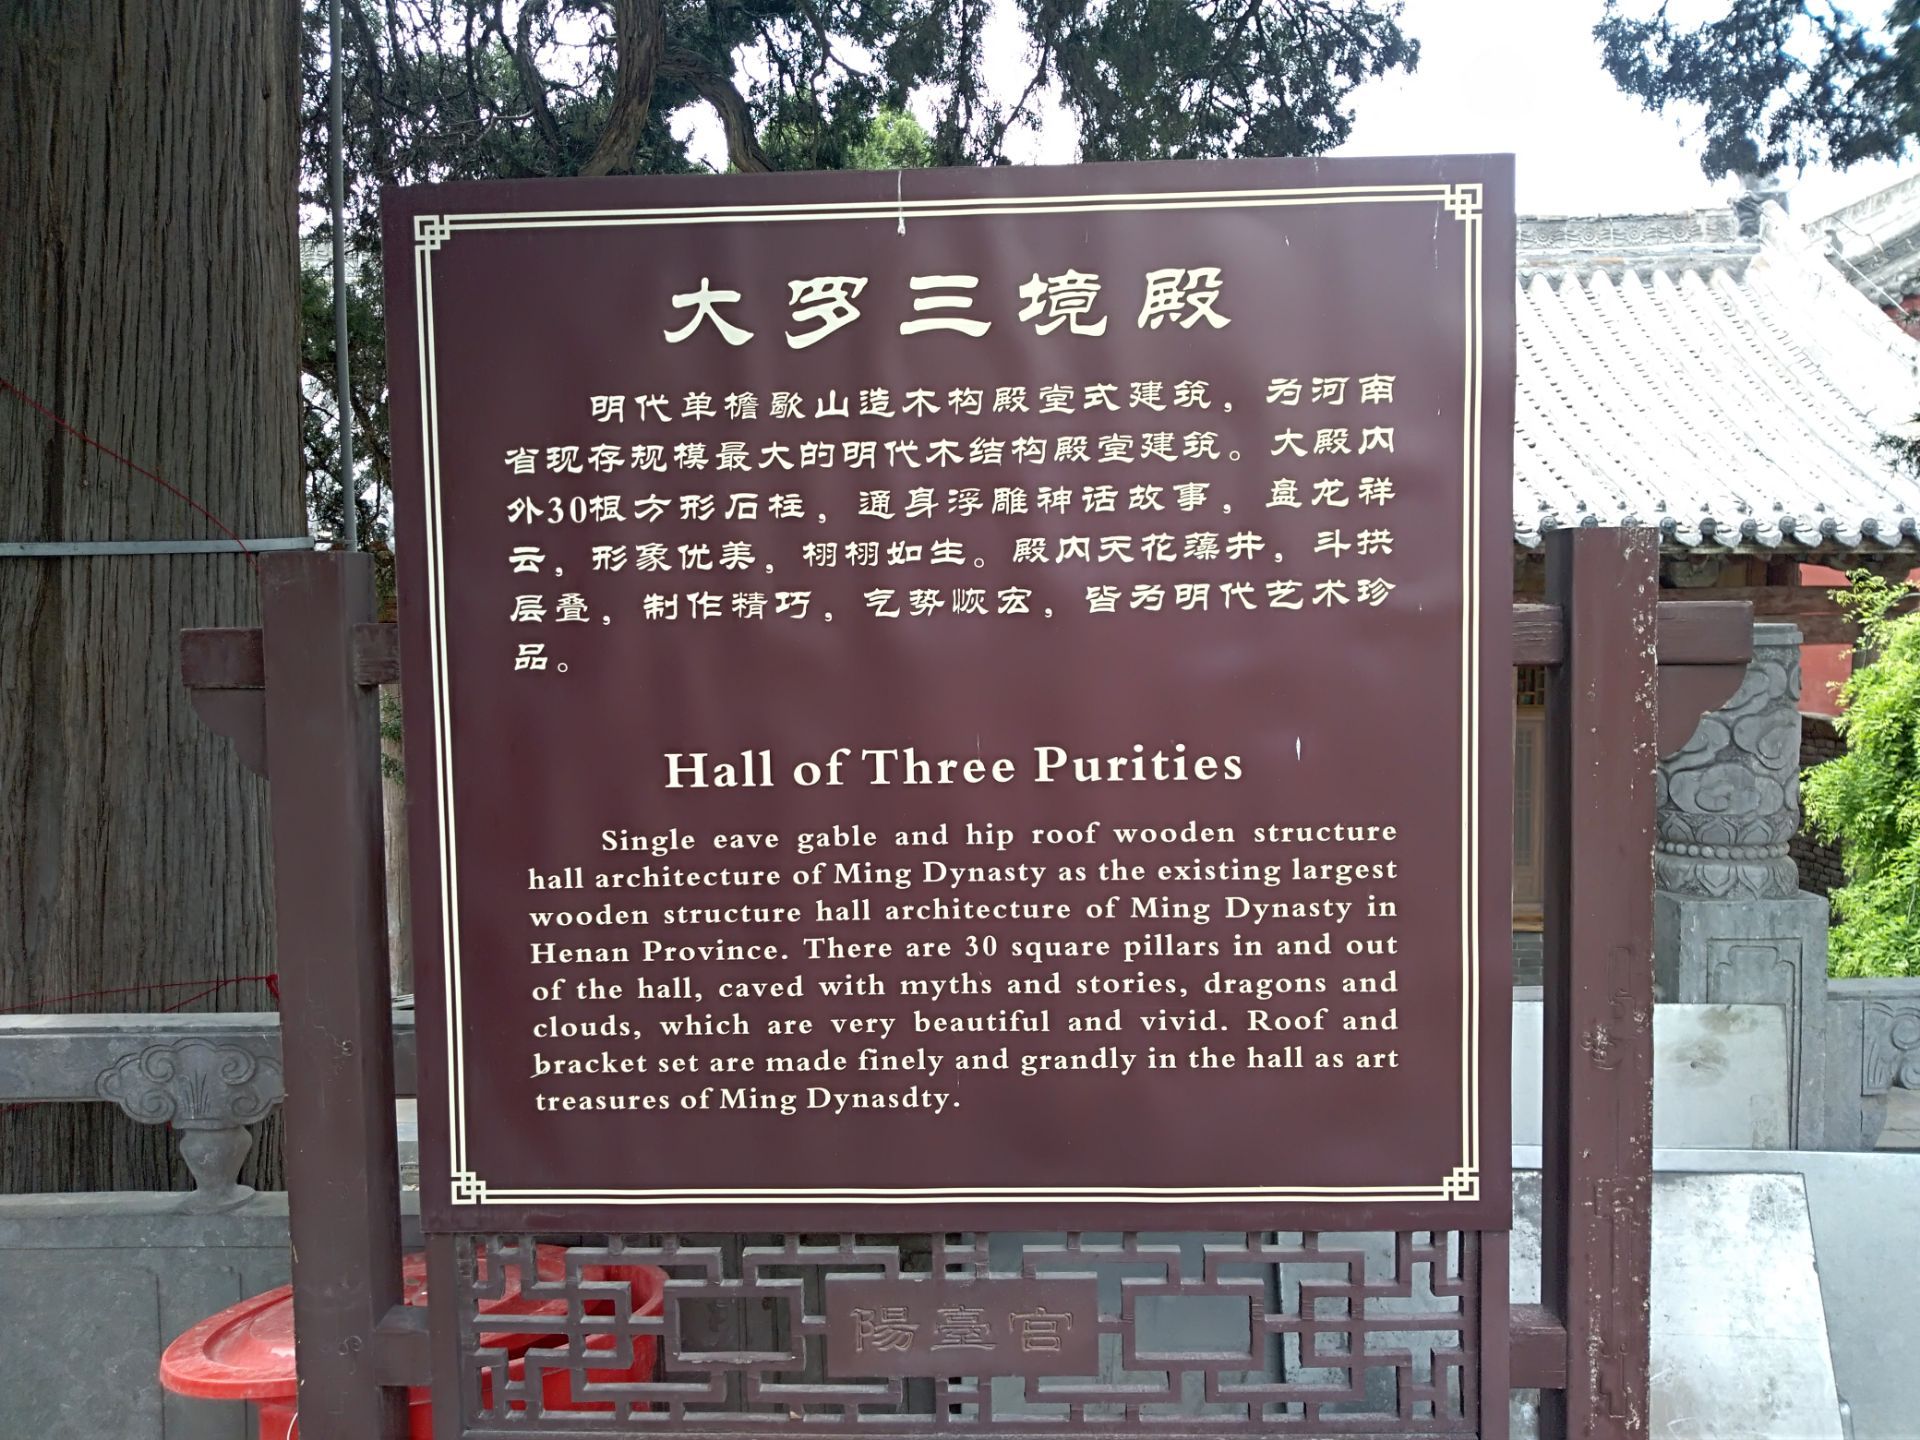 大罗三境殿
明代单檐歇山造木构殿堂式建筑，为河南
省现存规模最大的明代木结构殿堂建筑。大殿内
外30根方形石柱，通身浮雕神话故事，盘龙祥
云，形象优美，栩栩如生。殿内天花藻井，斗拱
层叠，制作精巧，气势恢宏，皆为明代艺术珍
品。
Hall of Three Purities
Single eave gable and hip roof wooden structure
hall architecture of Ming Dynasty as the existing largest
wooden structure hall architecture of Ming Dynasty in
Henan Province. There are 30 square pillars in and out
of the hall, caved with myths and stories, dragons and
clouds, which are very beautiful and vivid. Roof and
bracket set are made finely and grandly in the hall as art
treasures of Ming Dynasdty.
陽臺宮